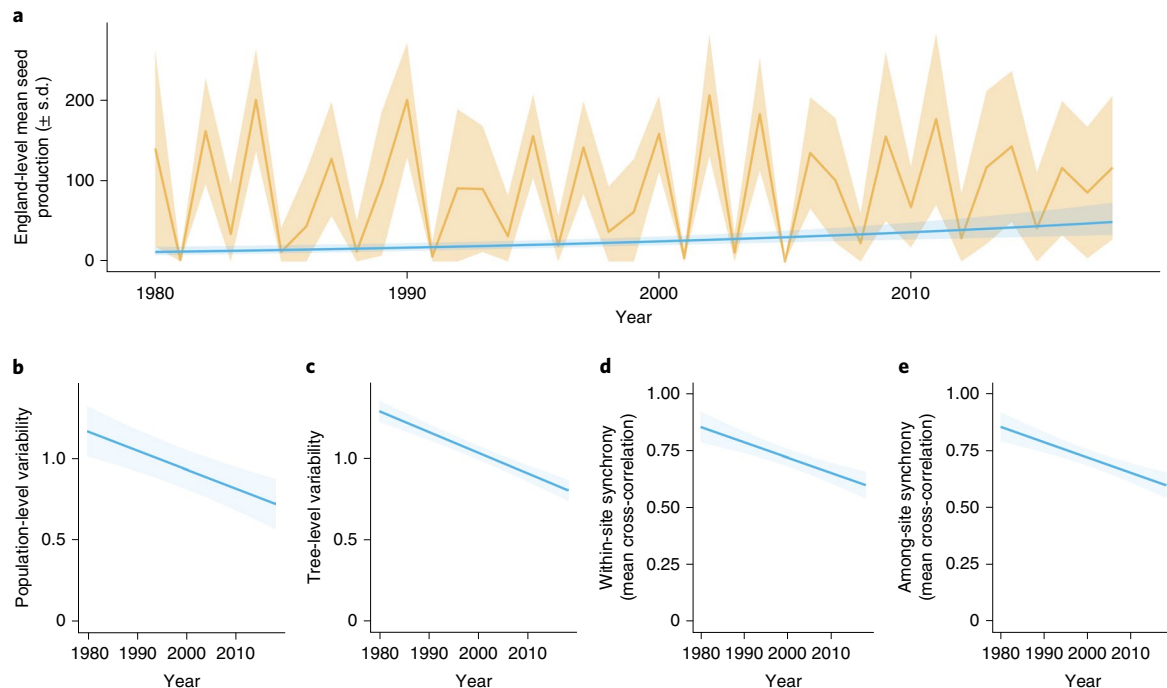 a
England-level mean seed
production (± s.d.)
200
100
0
1980
1990
2000
2010
Year
b
Population-level variability
1.0
0.5
0
1980 1990 2000 2010
Year
c
Tree-level variability
1.0
0.5
0
1980 1990 2000 2010
Year
d
Within-site synchrony
(mean cross-correlation)
1.00
0.75
0.50
0.25
0
1980 1990 2000 2010
Year
e
Among-site synchrony
(mean cross-correlation)
1.00
0.75
0.50
0.25
0
1980 1990 2000 2010
Year